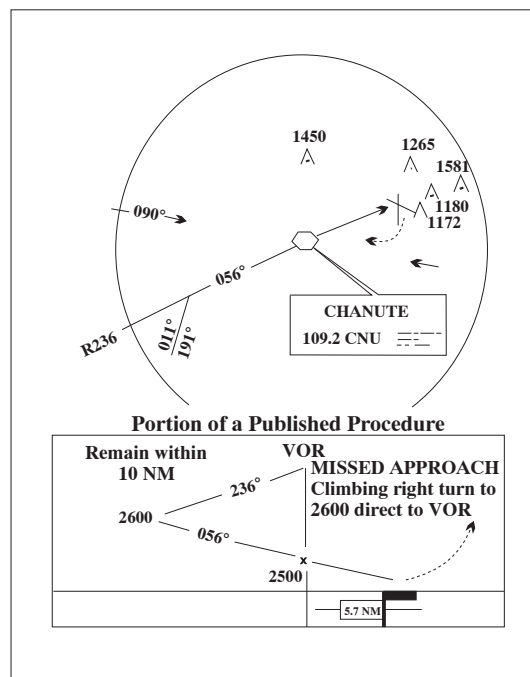 1450
1265
1581
1180
1172
090°
056°
R236
011°
191°
CHANUTE
109.2 CNU
Portion of a Published Procedure
Remain within
10 NM
VOR
236°
2600
056°
2500
MISSED APPROACH
Climbing right turn to
2600 direct to VOR
x
5.7 NM